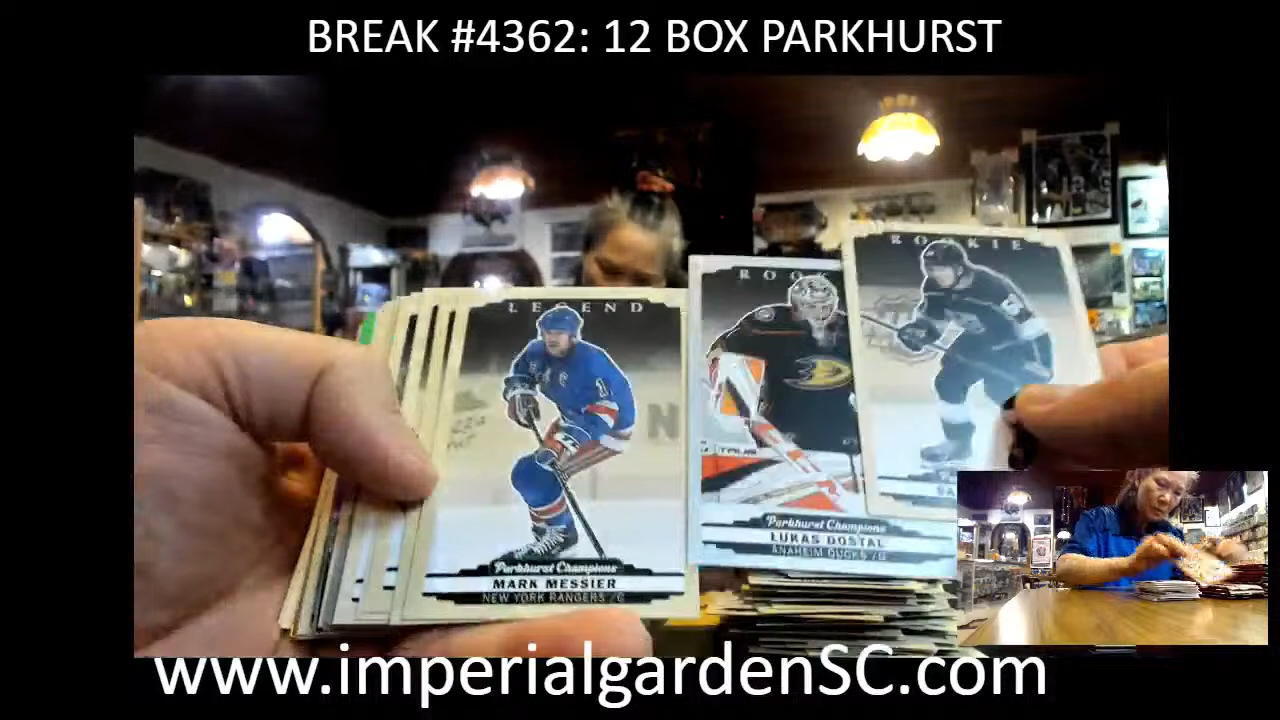 BREAK #4362: 12 BOX PARKHURST
LEGEND
Parkhurst Champions
MARK MESSIER
NEW YORK RANGERS /C
ROOK
Parkhurst Champions
LUKAS DOSTAL
ANAHEIM DUCKS /G
ROOKIE
www.imperialgardenSC.com